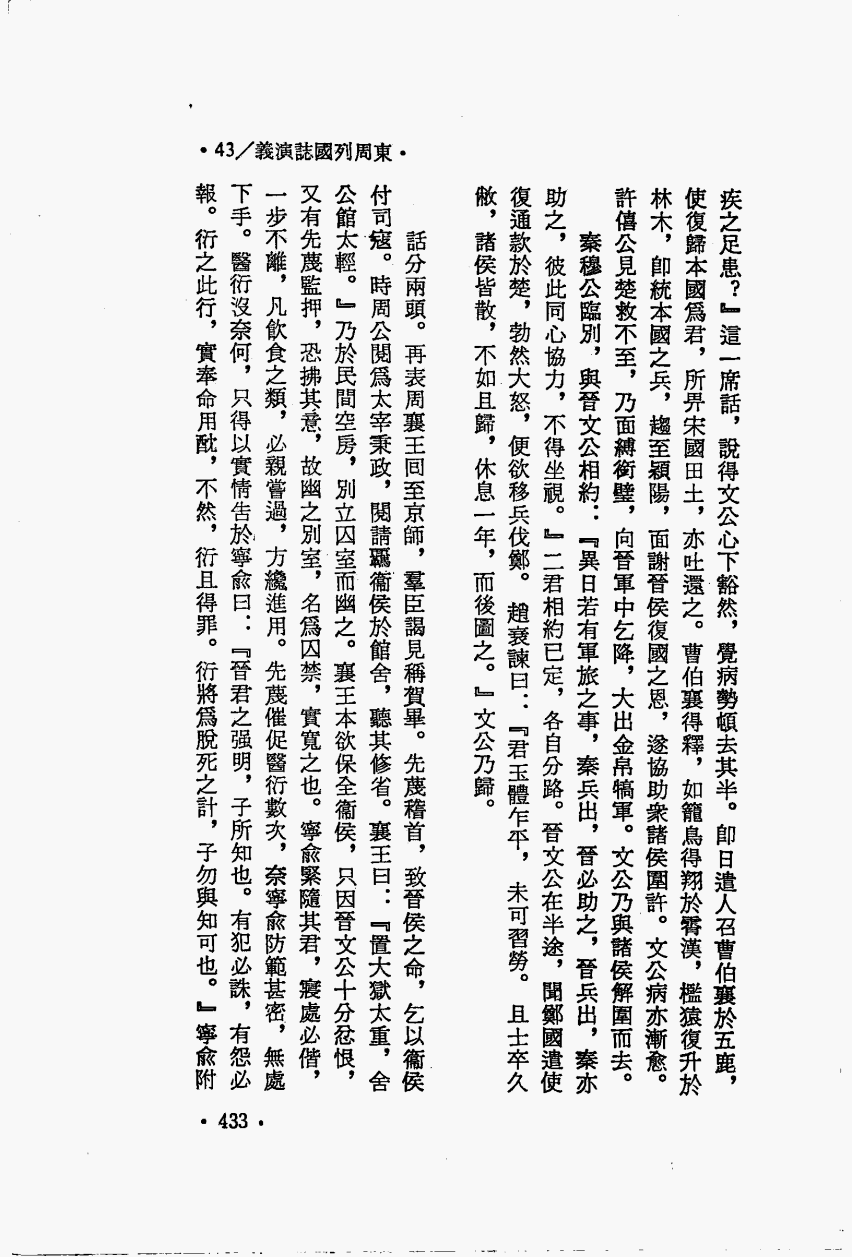 ·東周列國誌演義／43·
疾之足患？』這一席話，說得文公心下豁然，覺病勢頓去其半。卽日遣人召曹伯襄於五鹿，
使復歸本國爲君，所畀宋國田土，亦吐還之。曹伯襄得釋，如籠鳥得翔於霄漢，檻猿復升於
林木，卽統本國之兵，趨至潁陽，面謝晉侯復國之恩，遂協助衆諸侯圍許。文公病亦漸愈。
許僖公見楚救不至，乃面縛銜璧，向晉軍中乞降，大出金帛犒軍。文公乃與諸侯解圍而去。
秦穆公臨別，與晉文公相約：『異日若有軍旅之事，秦兵出，晉必助之，晉兵出，秦亦
助之，彼此同心協力，不得坐視。』二君相約已定，各自分路。晉文公在半途，聞鄭國遣使
復通款於楚，勃然大怒，便欲移兵伐鄭。趙衰諫曰：『君玉體乍平，未可習勞。且士卒久
敝，諸侯皆散，不如且歸，休息一年，而後圖之。』文公乃歸。
話分兩頭。再表周襄王回至京師，羣臣謁見稱賀畢。先蔑稽首，致晉侯之命，乞以衞侯
付司寇。時周公閱爲太宰秉政，閱請羈衞侯於館舍，聽其修省。襄王曰：『置大獄太重，舍
公館太輕。』乃於民間空房，別立囚室而幽之。襄王本欲保全衞侯，只因晉文公十分忿恨，
又有先蔑監押，恐拂其意，故幽之別室，名爲囚禁，實寬之也。寧兪緊隨其君，寢處必偕，
一步不離，凡飲食之類，必親嘗過，方纔進用。先蔑催促醫衍數次，奈寧兪防範甚密，無處
下手。醫衍沒奈何，只得以實情告於寧兪曰：『晉君之强明，子所知也。有犯必誅，有怨必
報。衍之此行，實奉命用酖，不然，衍且得罪。衍將爲脫死之計，子勿與知可也。』寧兪附
·433·